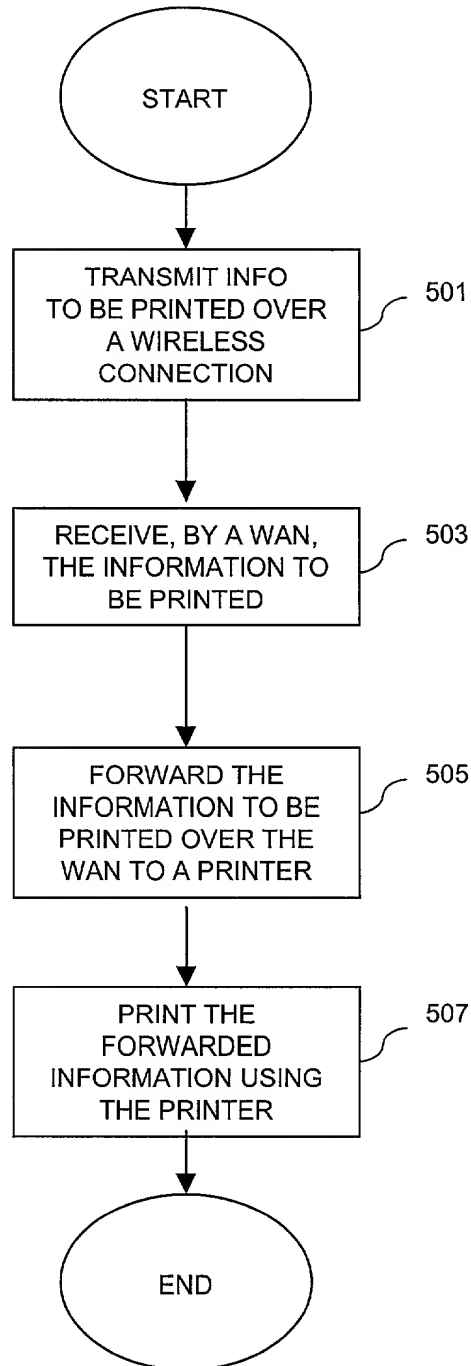 START
TRANSMIT INFO
TO BE PRINTED OVER
A WIRELESS
CONNECTION
501
RECEIVE, BY A WAN,
THE INFORMATION TO
BE PRINTED
503
FORWARD THE
INFORMATION TO BE
PRINTED OVER THE
WAN TO A PRINTER
505
PRINT THE
FORWARDED
INFORMATION USING
THE PRINTER
507
END